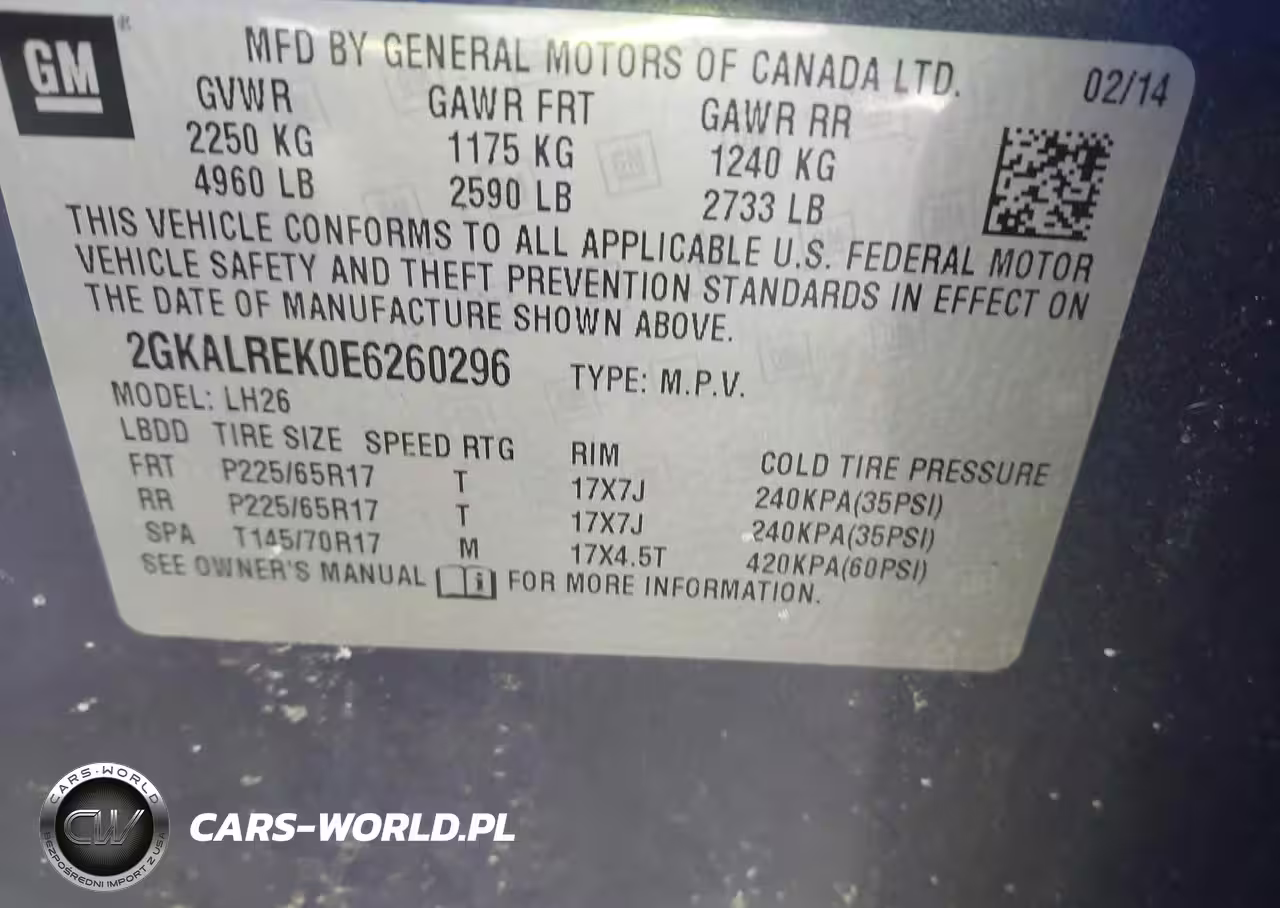 GM
MFD BY GENERAL MOTORS OF CANADA LTD. 02/14
GVWR GAWR FRT GAWR RR
2250 KG 1175 KG 1240 KG
4960 LB 2590 LB 2733 LB
THIS VEHICLE CONFORMS TO ALL APPLICABLE U.S. FEDERAL MOTOR
VEHICLE SAFETY AND THEFT PREVENTION STANDARDS IN EFFECT ON
THE DATE OF MANUFACTURE SHOWN ABOVE.
2GKALREK0E6260296 TYPE: M.P.V.
MODEL: LH26
LBDD TIRE SIZE SPEED RTG RIM COLD TIRE PRESSURE
FRT P225/65R17 T 17X7J 240KPA(35PSI)
RR P225/65R17 T 17X7J 240KPA(35PSI)
SPA T145/70R17 M 17X4.5T 420KPA(60PSI)
SEE OWNER'S MANUAL i FOR MORE INFORMATION.
CARS-WORLD
CW
BEZPOŚREDNI IMPORT Z USA
CARS-WORLD.PL